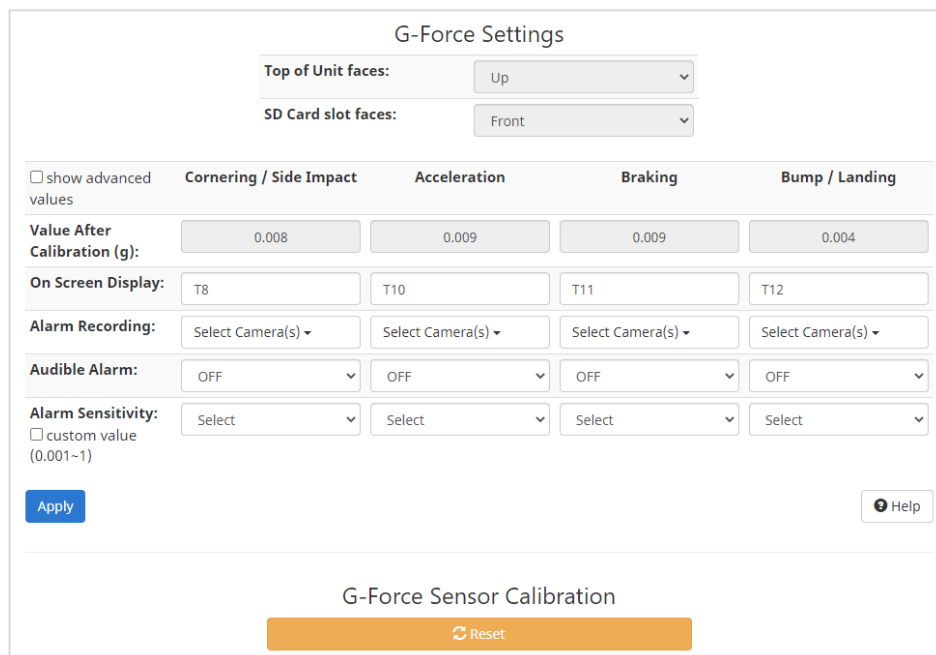 G-Force Settings
Top of Unit faces: Up
SD Card slot faces: Front
show advanced values Cornering / Side Impact Acceleration Braking Bump / Landing
Value After Calibration (g): 0.008 0.009 0.009 0.004
On Screen Display: T8 T10 T11 T12
Alarm Recording: Select Camera(s) Select Camera(s) Select Camera(s) Select Camera(s)
Audible Alarm: OFF OFF OFF OFF
Alarm Sensitivity: Select Select Select Select
custom value
(0.001~1)
Apply Help
G-Force Sensor Calibration
Reset